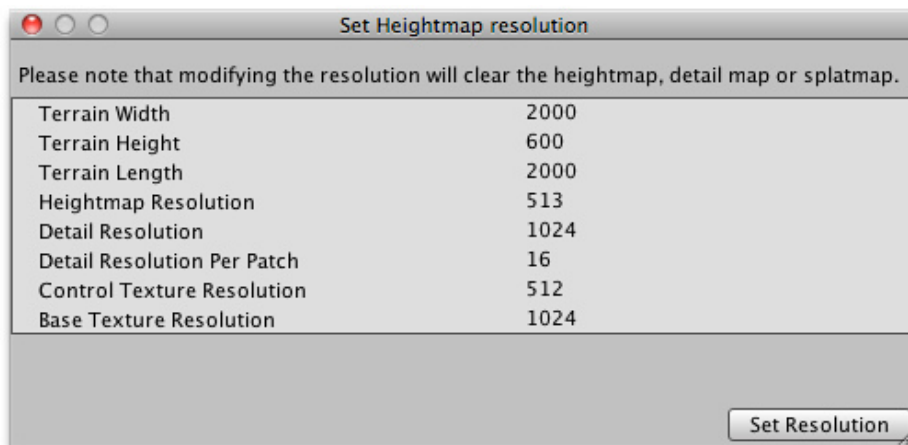 Set Heightmap resolution
Please note that modifying the resolution will clear the heightmap, detail map or splatmap.
Terrain Width 2000
Terrain Height 600
Terrain Length 2000
Heightmap Resolution 513
Detail Resolution 1024
Detail Resolution Per Patch 16
Control Texture Resolution 512
Base Texture Resolution 1024
Set Resolution